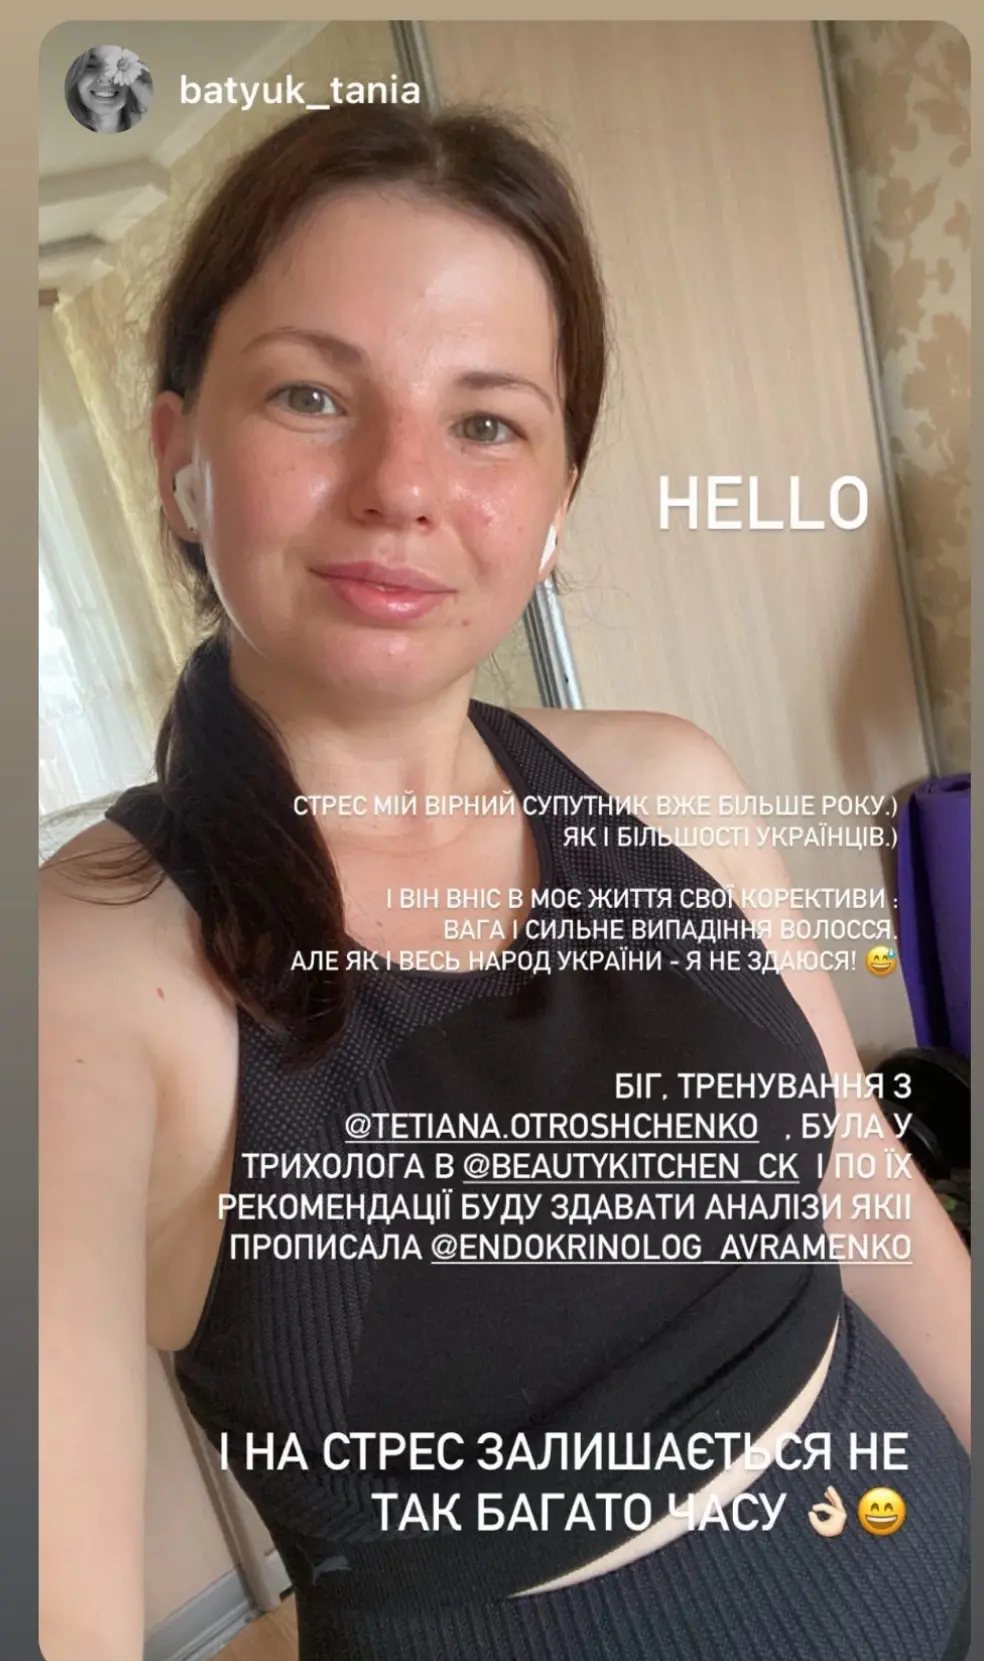 batyuk_tania
HELLO
СТРЕС МІЙ ВІРНИЙ СУПУТНИК ВЖЕ БІЛЬШЕ РОКУ.)
ЯК І БІЛЬШОСТІ УКРАЇНЦІВ.)
І ВІН ВНІС В МОЄ ЖИТТЯ СВОЇ КОРЕКТИВИ :
ВАГА І СИЛЬНЕ ВИПАДІННЯ ВОЛОССЯ.
АЛЕ ЯК І ВЕСЬ НАРОД УКРАЇНИ - Я НЕ ЗДАЮСЯ! 😅
БІГ, ТРЕНУВАННЯ З
@TETIANA.OTROSHCHENKO , БУЛА У
ТРИХОЛОГА В @BEAUTYKITCHEN_CK І ПО ЇХ
РЕКОМЕНДАЦІЇ БУДУ ЗДАВАТИ АНАЛІЗИ ЯКІІ
ПРОПИСАЛА @ENDOKRINOLOG_AVRAMENKO
І НА СТРЕС ЗАЛИШАЄТЬСЯ НЕ
ТАК БАГАТО ЧАСУ 👌🏻😄